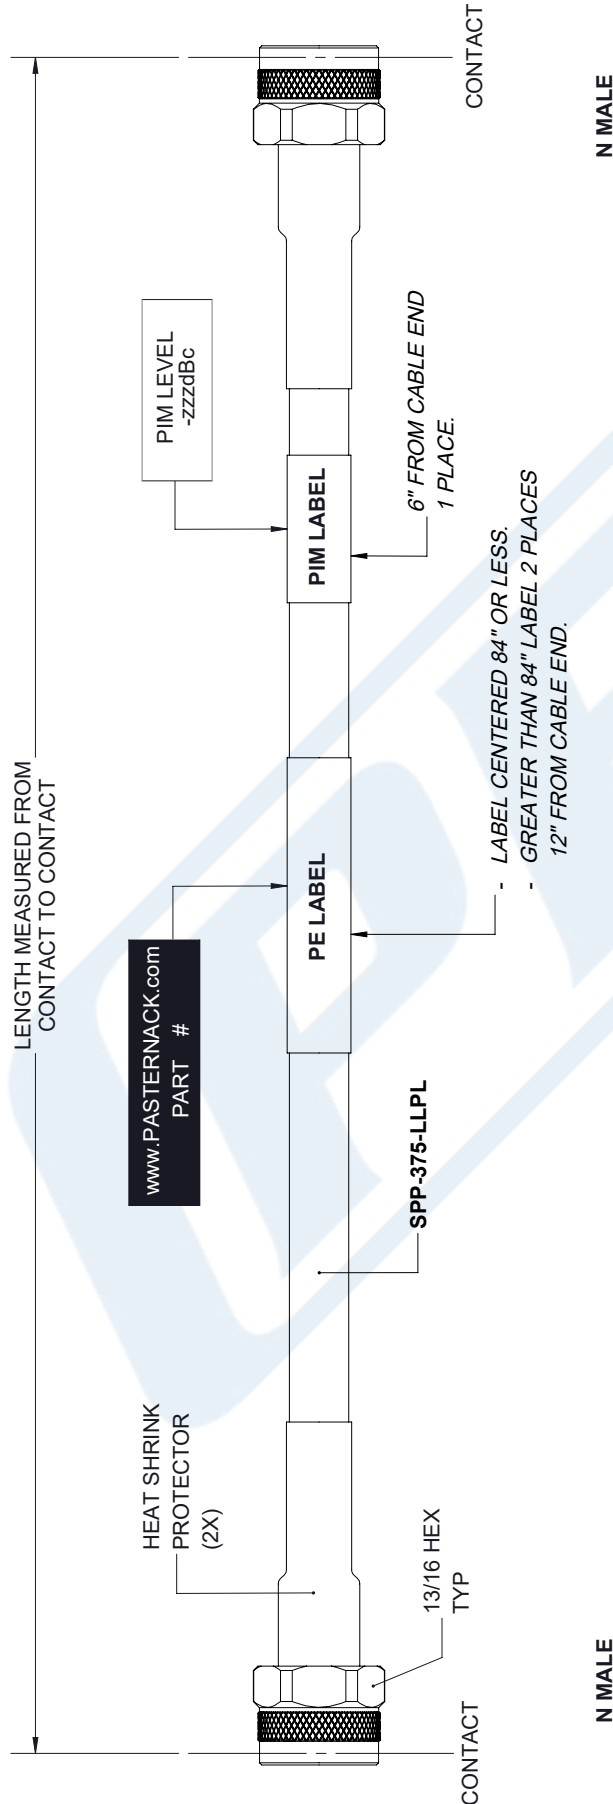 LENGTH MEASURED FROM
CONTACT TO CONTACT
HEAT SHRINK
PROTECTOR
(2X)
www.PASTERNACK.com
PART #
PIM LEVEL
-zzzdBc
PE LABEL
PIM LABEL
13/16 HEX
TYP
SPP-375-LLPL
6" FROM CABLE END
1 PLACE.
- LABEL CENTERED 84" OR LESS.
- GREATER THAN 84" LABEL 2 PLACES
12" FROM CABLE END.
CONTACT
CONTACT
N MALE
N MALE